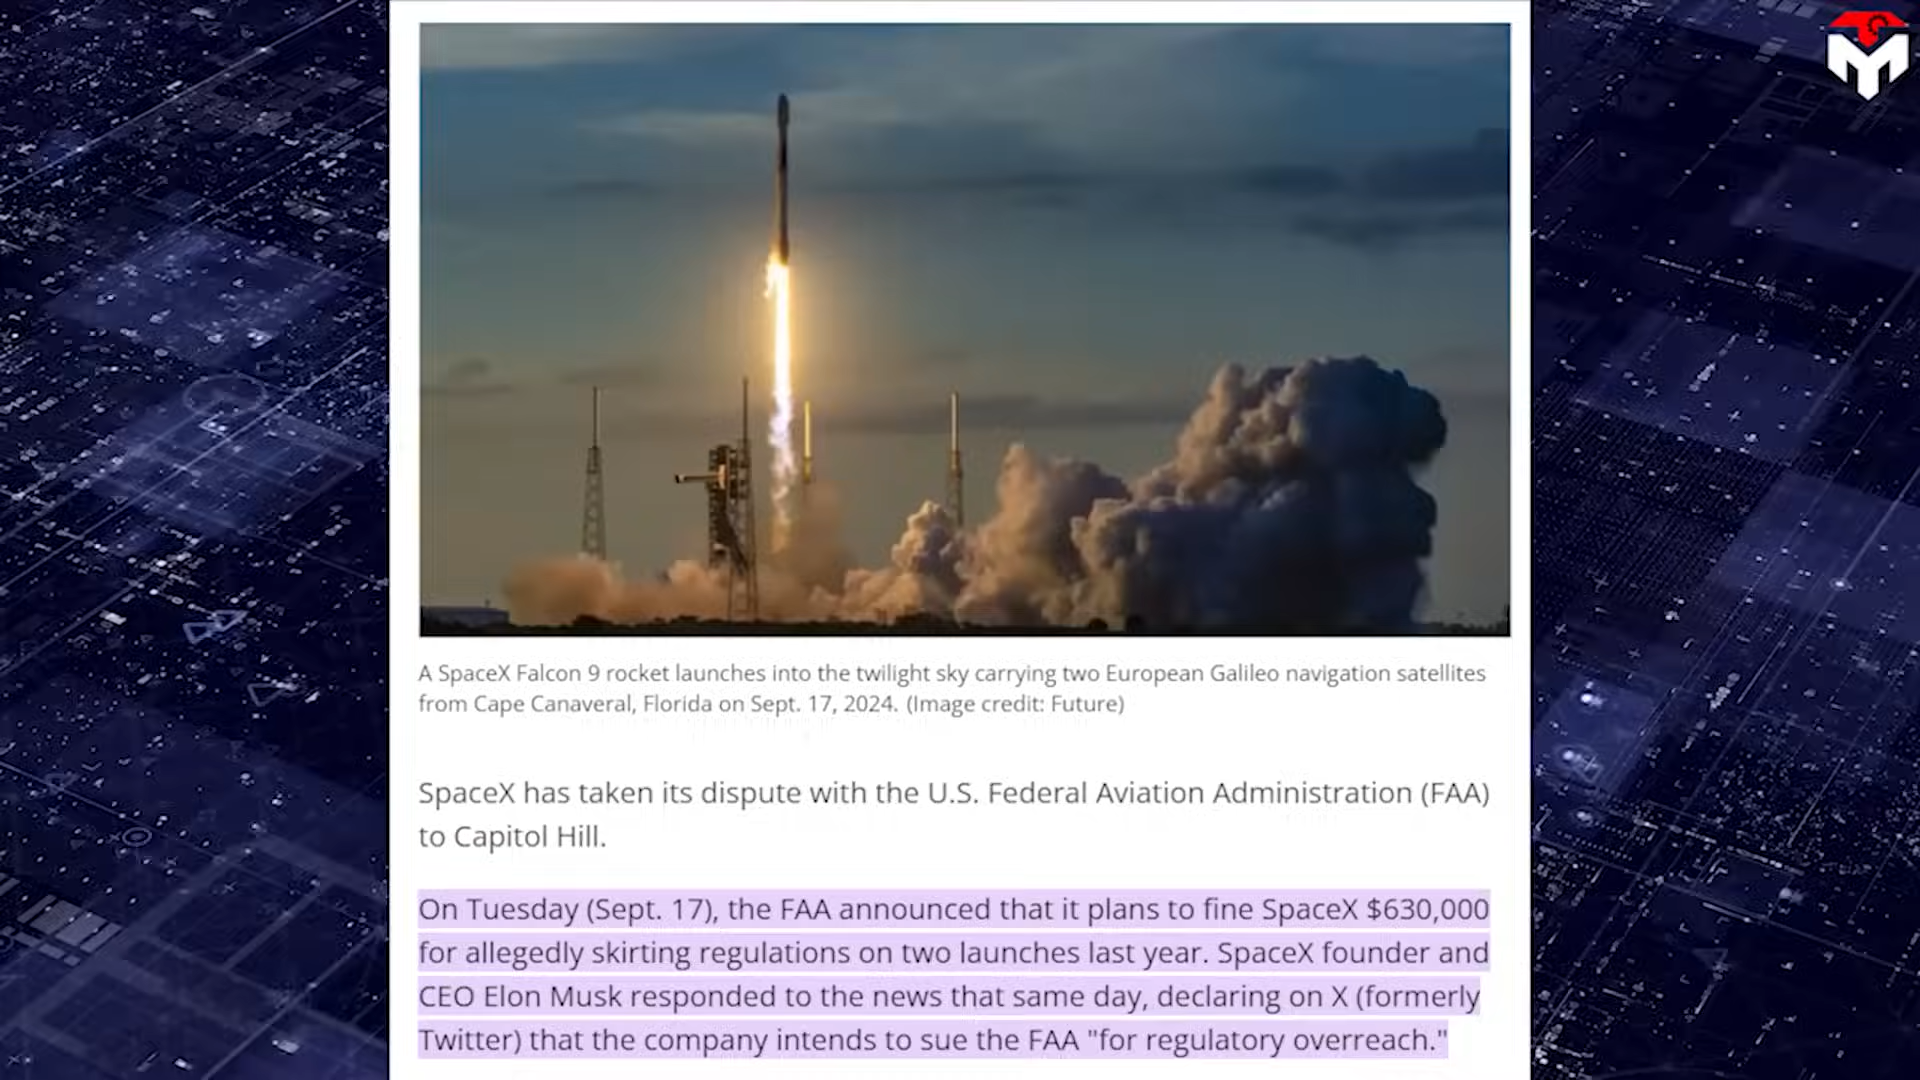 A SpaceX Falcon 9 rocket launches into the twilight sky carrying two European Galileo navigation satellites
from Cape Canaveral, Florida on Sept. 17, 2024. (Image credit: Future)
SpaceX has taken its dispute with the U.S. Federal Aviation Administration (FAA)
to Capitol Hill.
On Tuesday (Sept. 17), the FAA announced that it plans to fine SpaceX $630,000
for allegedly skirting regulations on two launches last year. SpaceX founder and
CEO Elon Musk responded to the news that same day, declaring on X (formerly
Twitter) that the company intends to sue the FAA "for regulatory overreach."